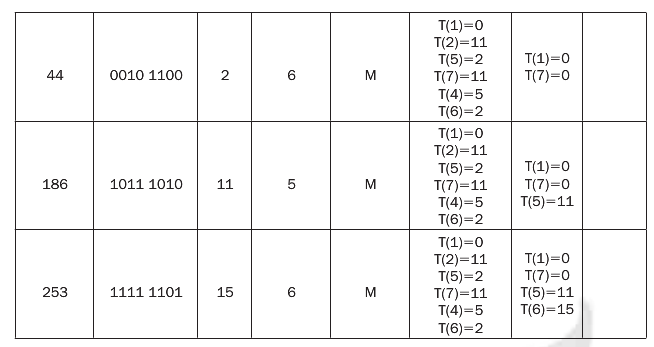 44 0010 1100 2 6 M
T(1)=0
T(2)=11
T(5)=2
T(7)=11
T(4)=5
T(6)=2
T(1)=0
T(7)=0
186 1011 1010 11 5 M
T(1)=0
T(2)=11
T(5)=2
T(7)=11
T(4)=5
T(6)=2
T(1)=0
T(7)=0
T(5)=11
253 1111 1101 15 6 M
T(1)=0
T(2)=11
T(5)=2
T(7)=11
T(4)=5
T(6)=2
T(1)=0
T(7)=0
T(5)=11
T(6)=15